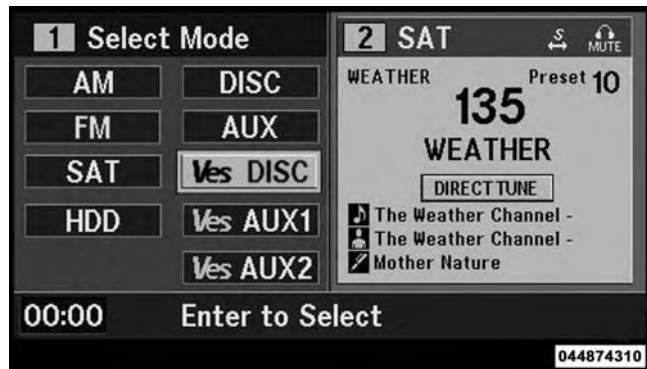 1 Select Mode
AM
DISC
FM
AUX
SAT
Ves DISC
HDD
Ves AUX1
Ves AUX2
2 SAT
S
MUTE
WEATHER
Preset 10
135
WEATHER
DIRECT TUNE
The Weather Channel -
The Weather Channel -
Mother Nature
00:00 Enter to Select
044874310